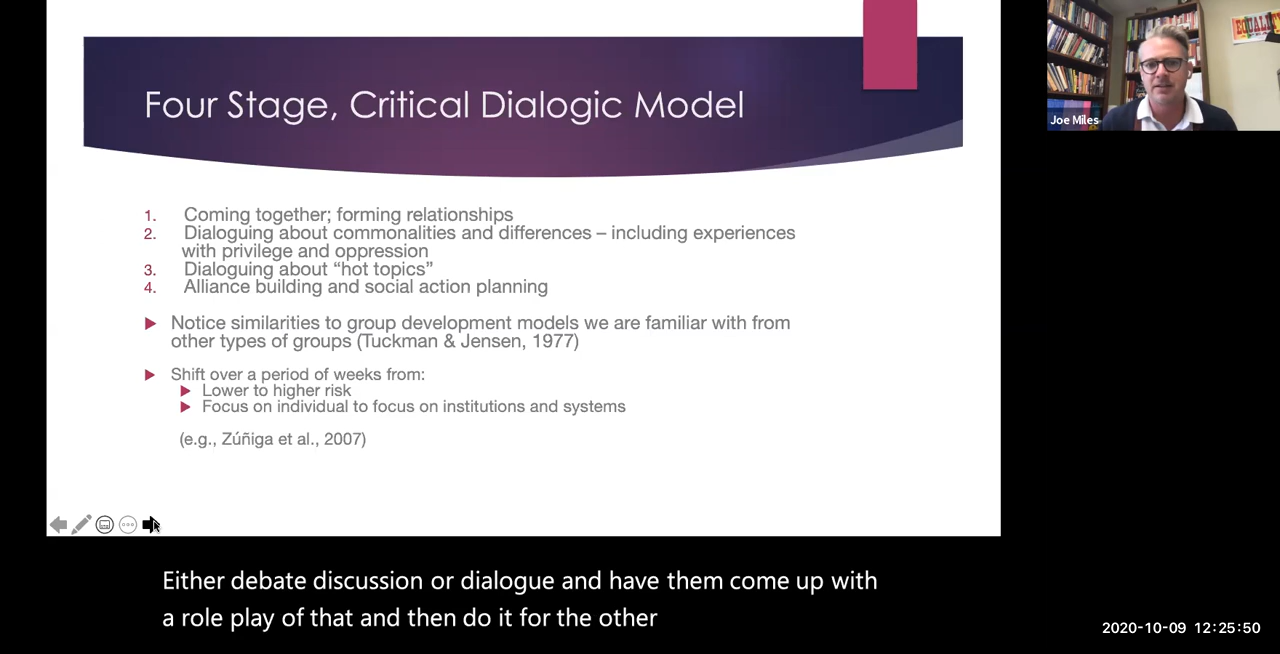 Four Stage, Critical Dialogic Model
1. Coming together; forming relationships
2. Dialoguing about commonalities and differences – including experiences
with privilege and oppression
3. Dialoguing about “hot topics”
4. Alliance building and social action planning
Notice similarities to group development models we are familiar with from
other types of groups (Tuckman & Jensen, 1977)
Shift over a period of weeks from:
Lower to higher risk
Focus on individual to focus on institutions and systems
(e.g., Zúñiga et al., 2007)
Joe Miles
Either debate discussion or dialogue and have them come up with
a role play of that and then do it for the other
2020-10-09 12:25:50